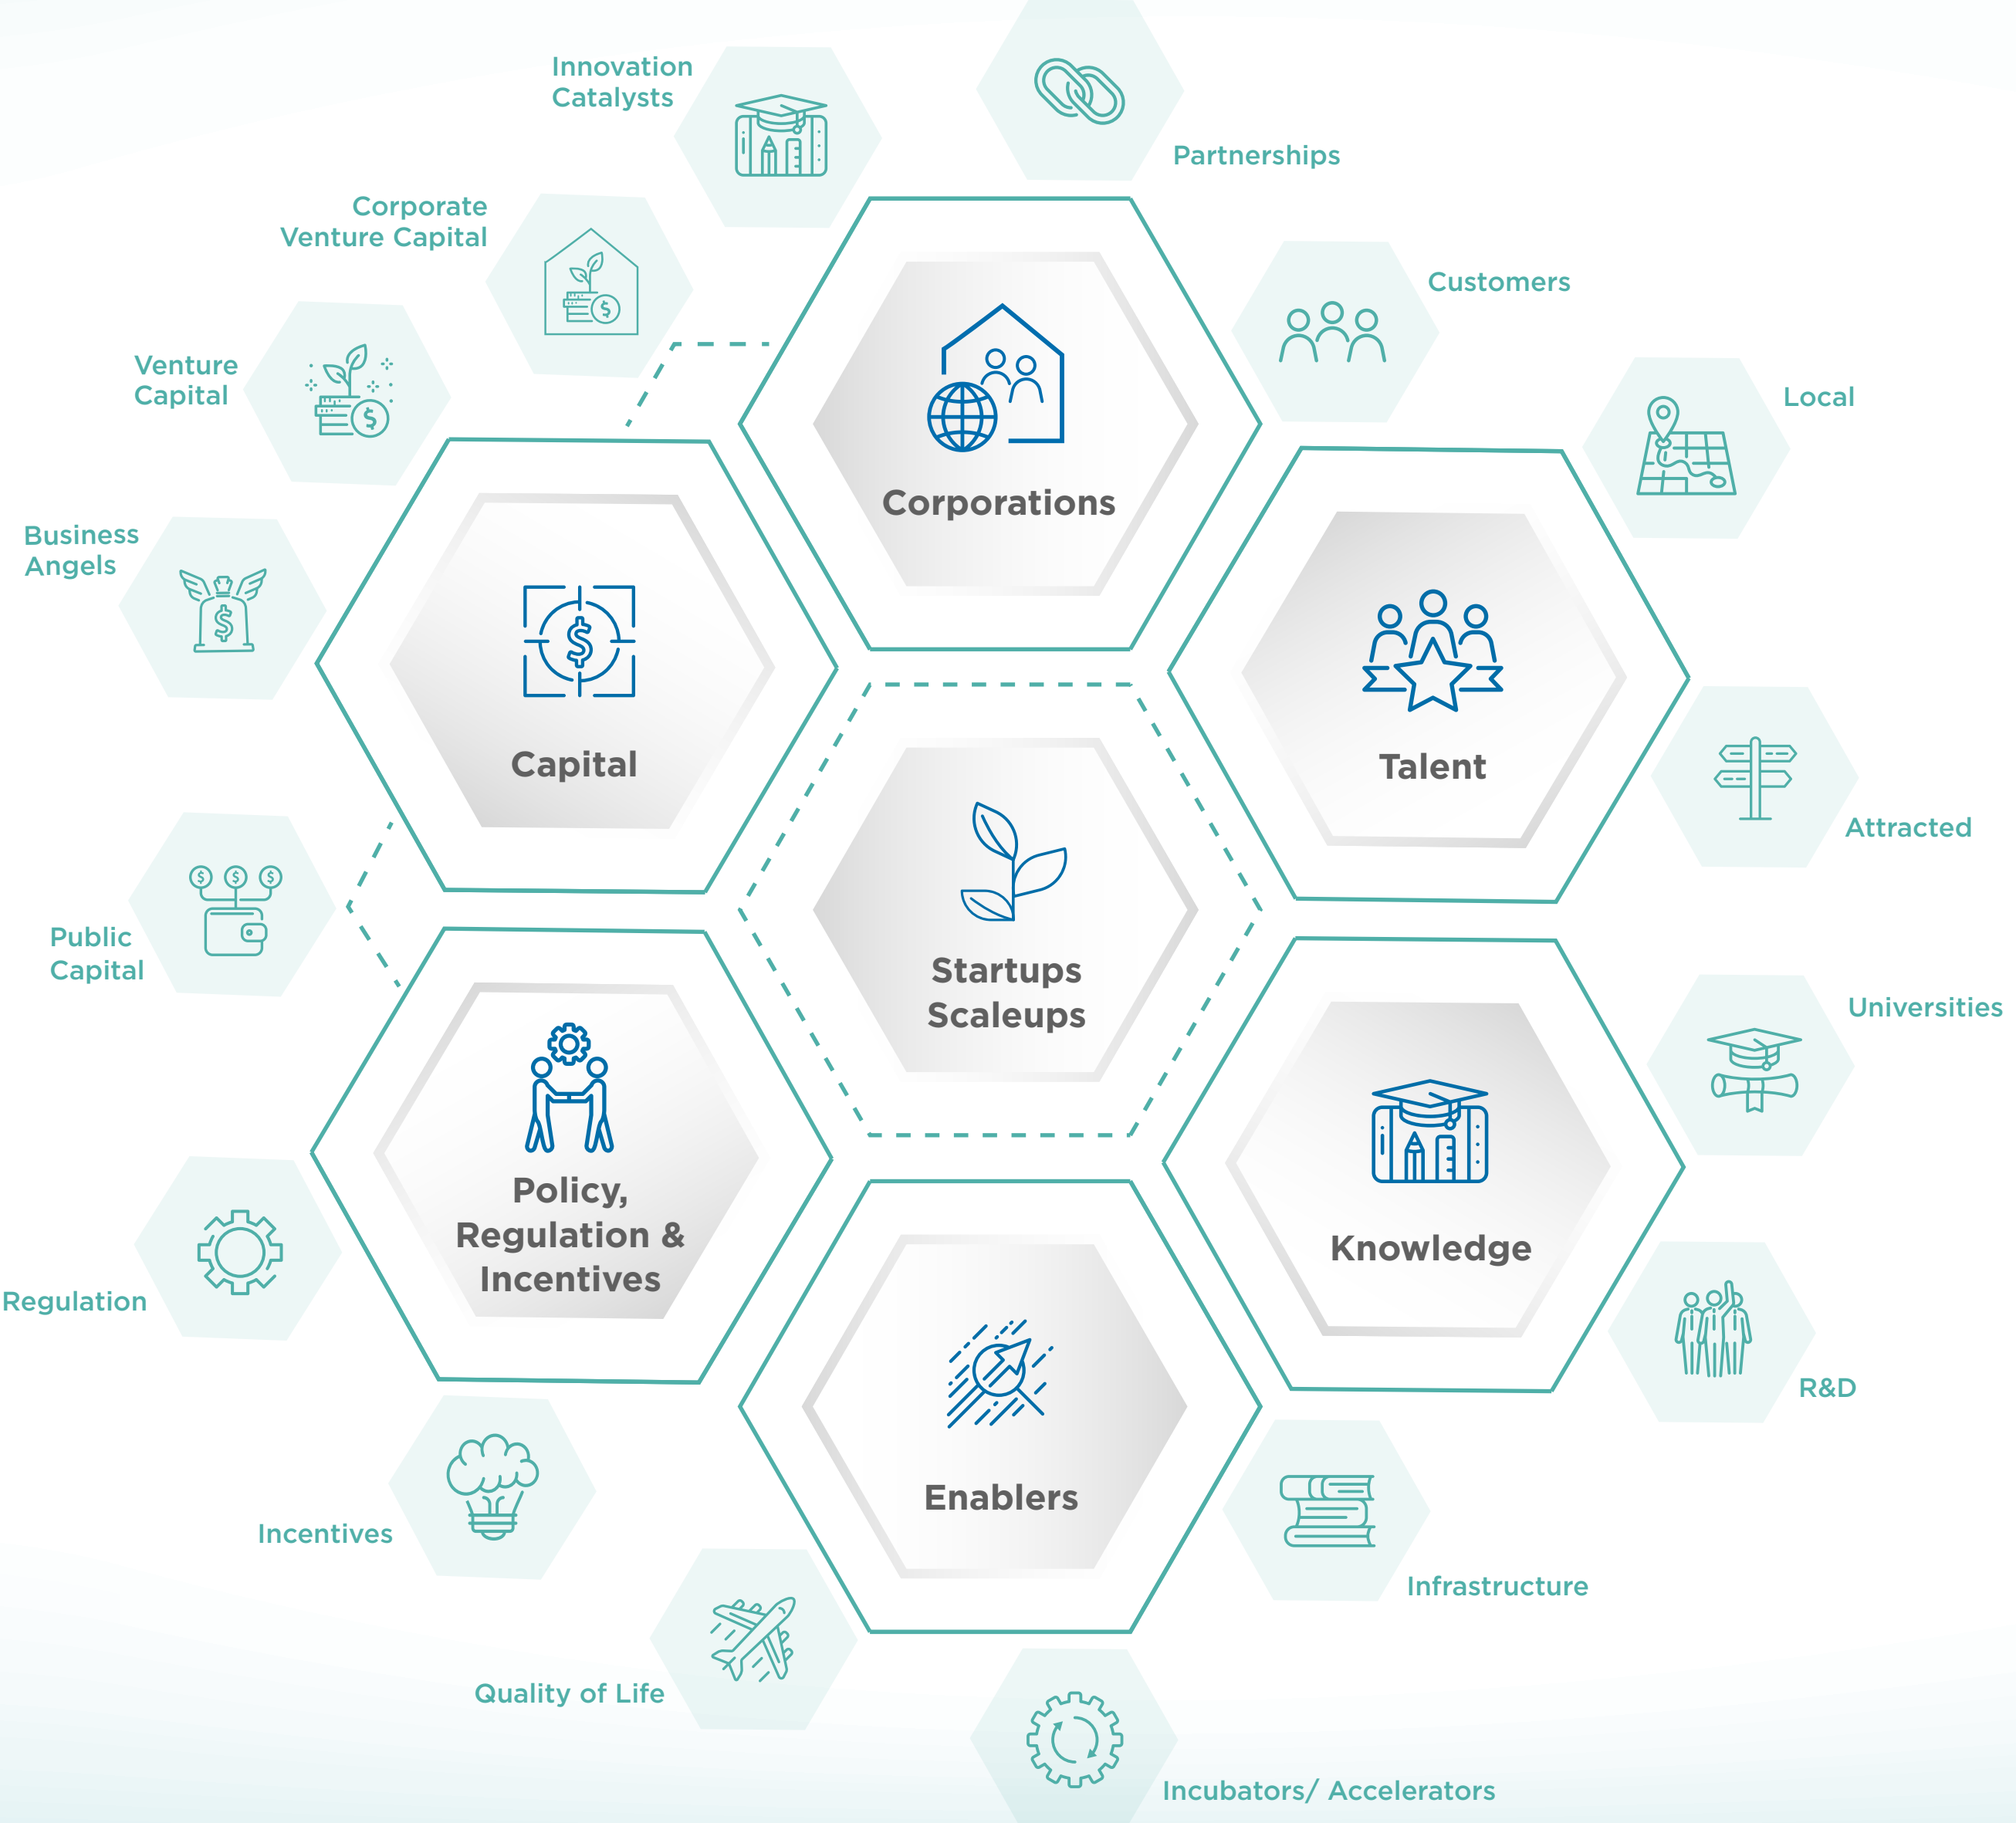 Innovation
Catalysts
Partnerships
Corporate
Venture Capital
Customers
Venture
Capital
Local
Corporations
Business
Angels
Capital
Talent
Attracted
Public
Capital
Startups
Scaleups
Universities
Policy,
Regulation &
Incentives
Knowledge
Regulation
R&D
Enablers
Incentives
Infrastructure
Quality of Life
Incubators/ Accelerators